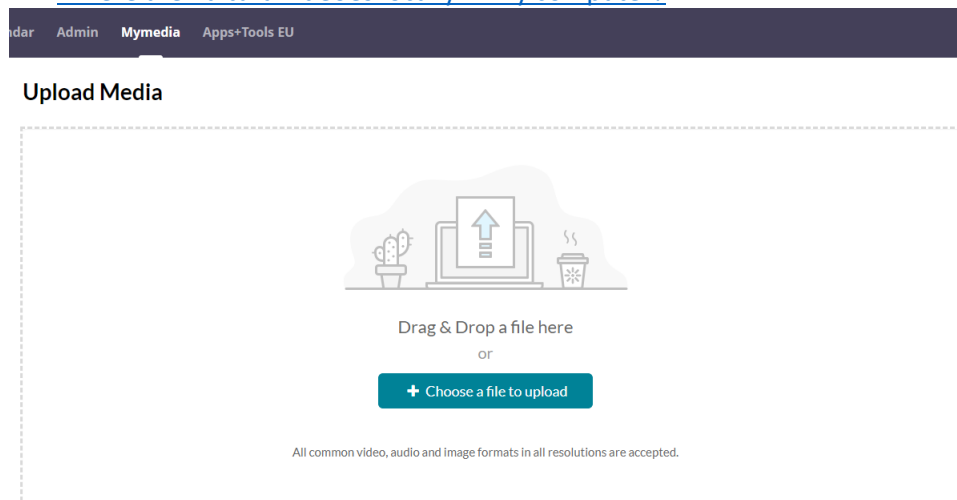 Admin Mymedia Apps+Tools EU
Upload Media
Drag & Drop a file here
or
+ Choose a file to upload
All common video, audio and image formats in all resolutions are accepted.